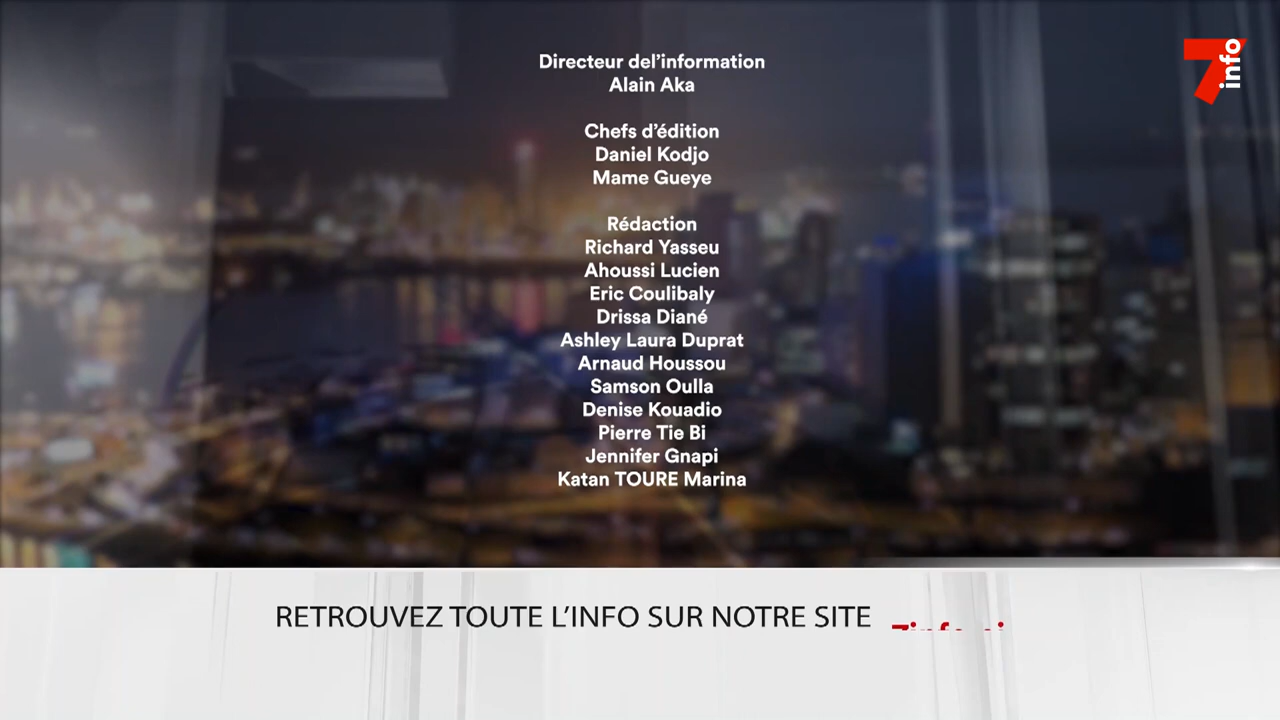 Directeur del'information
Alain Aka
Chefs d'édition
Daniel Kodjo
Mame Gueye
Rédaction
Richard Yasseu
Ahoussi Lucien
Eric Coulibaly
Drissa Diané
Ashley Laura Duprat
Arnaud Houssou
Samson Oulla
Denise Kouadio
Pierre Tie Bi
Jennifer Gnapi
Katan TOURE Marina
7info
RETROUVEZ TOUTE L'INFO SUR NOTRE SITE